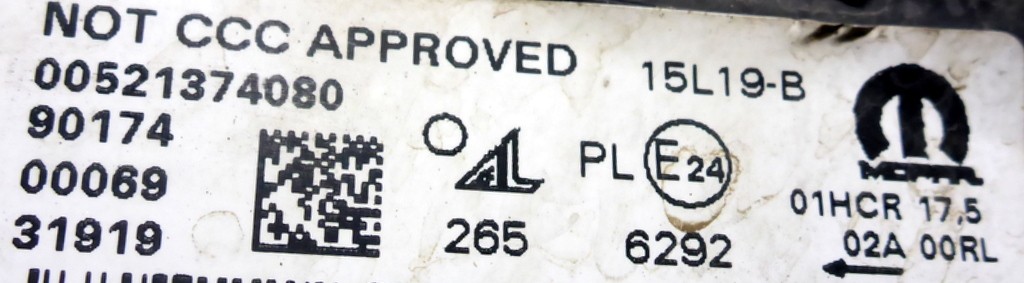 NOT CCC APPROVED
00521374080
90174
00069
31919
265
15L19-B
PL E24
6292
MOPAR
01HCR 17,5
02A 00RL